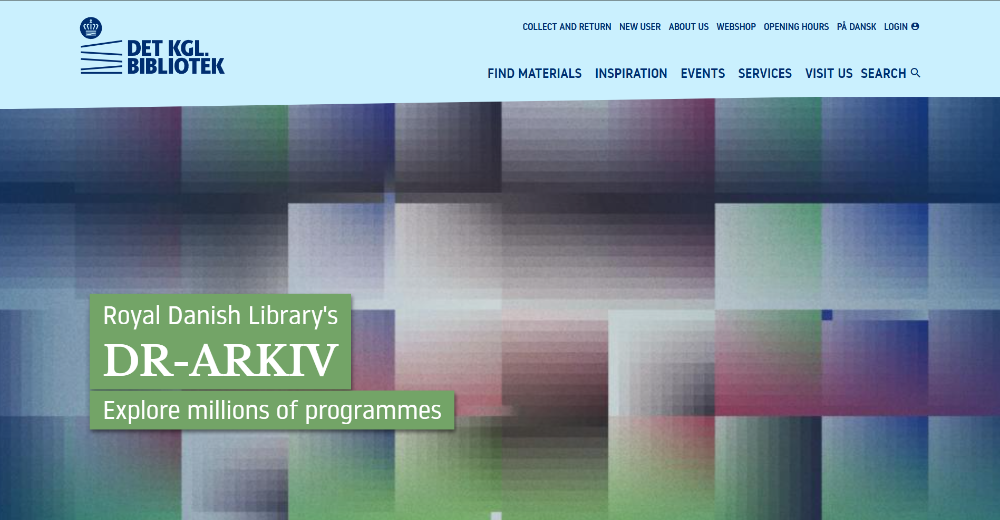 DET KGL.
BIBLIOTEK
COLLECT AND RETURN NEW USER ABOUT US WEBSHOP OPENING HOURS PÅ DANSK LOGIN
FIND MATERIALS INSPIRATION EVENTS SERVICES VISIT US SEARCH
Royal Danish Library's
DR-ARKIV
Explore millions of programmes